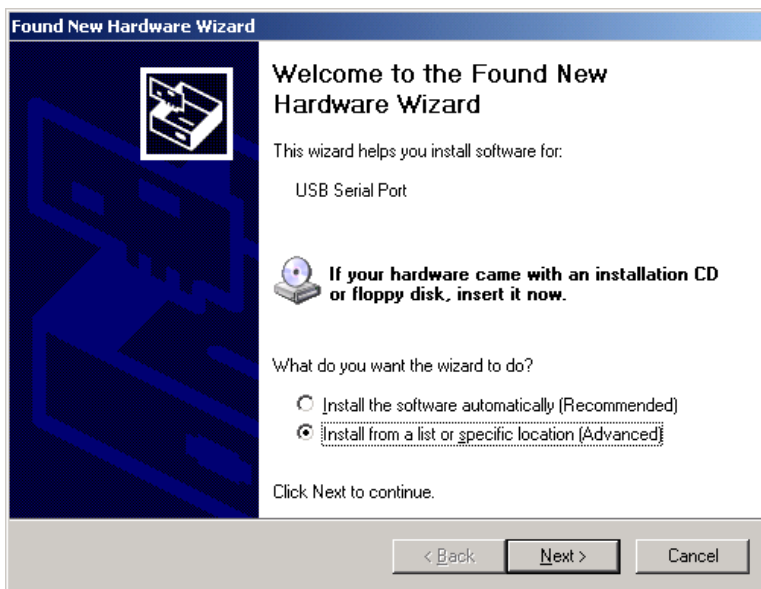 Found New Hardware Wizard
Welcome to the Found New
Hardware Wizard
This wizard helps you install software for:
USB Serial Port
If your hardware came with an installation CD
or floppy disk, insert it now.
What do you want the wizard to do?
Install the software automatically (Recommended)
Install from a list or specific location (Advanced)
Click Next to continue.
< Back
Next >
Cancel